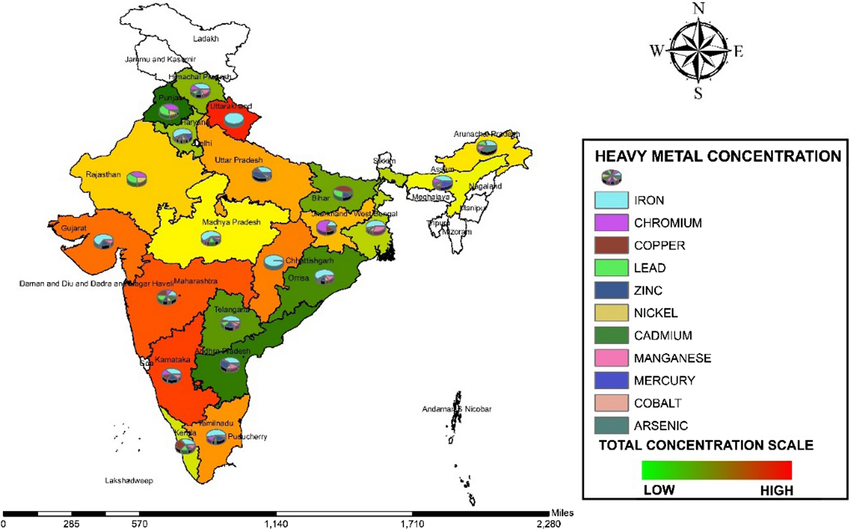 Ladakh
N
Jammu and Kasamir
W
E
Himachal Pradesh
S
Punjab
Uttarakhand
Haryana
Delhi
Arunachal Pradesh
Uttar Pradesh
Sikkim
Assam
Rajasthan
Nagaland
Bihar
Meghalaya
Manipur
Jharkhand
West Bengal
Tripura
Mizoram
Madhya Pradesh
Gujarat
Chhattishgarh
Orrisa
Daman and Diu and Dadra and Nagar Haveli
Maharashtra
Telangana
Andhra Pradesh
Goa
Karnataka
Andaman & Nicobar
Tamilnadu
Kerala
Puducherry
Lakshadweep
HEAVY METAL CONCENTRATION
IRON
CHROMIUM
COPPER
LEAD
ZINC
NICKEL
CADMIUM
MANGANESE
MERCURY
COBALT
ARSENIC
TOTAL CONCENTRATION SCALE
LOW HIGH
Miles
0 285 570 1,140 1,710 2,280